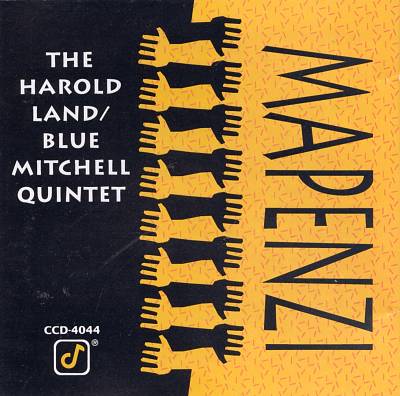 THE
HAROLD
LAND/
BLUE
MITCHELL
QUINTET
MAPENZI
CCD-4044
®